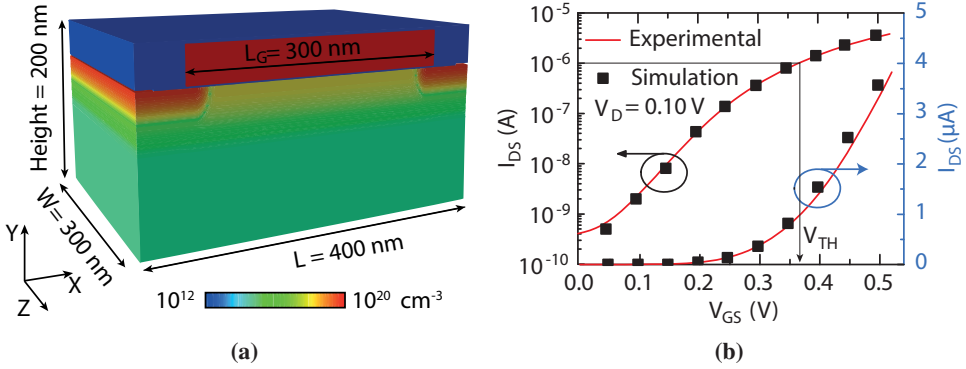 Height = 200 nm
L_G = 300 nm
W = 300 nm
L = 400 nm
Y
X
Z
10^12
10^20 cm^-3
(a)
10^-5
10^-6
10^-7
10^-8
10^-9
10^-10
I_DS (A)
Experimental
Simulation
V_D = 0.10 V
V_TH
5
4
3
2
1
0
I_DS (μA)
0.0 0.1 0.2 0.3 0.4 0.5
V_GS (V)
(b)